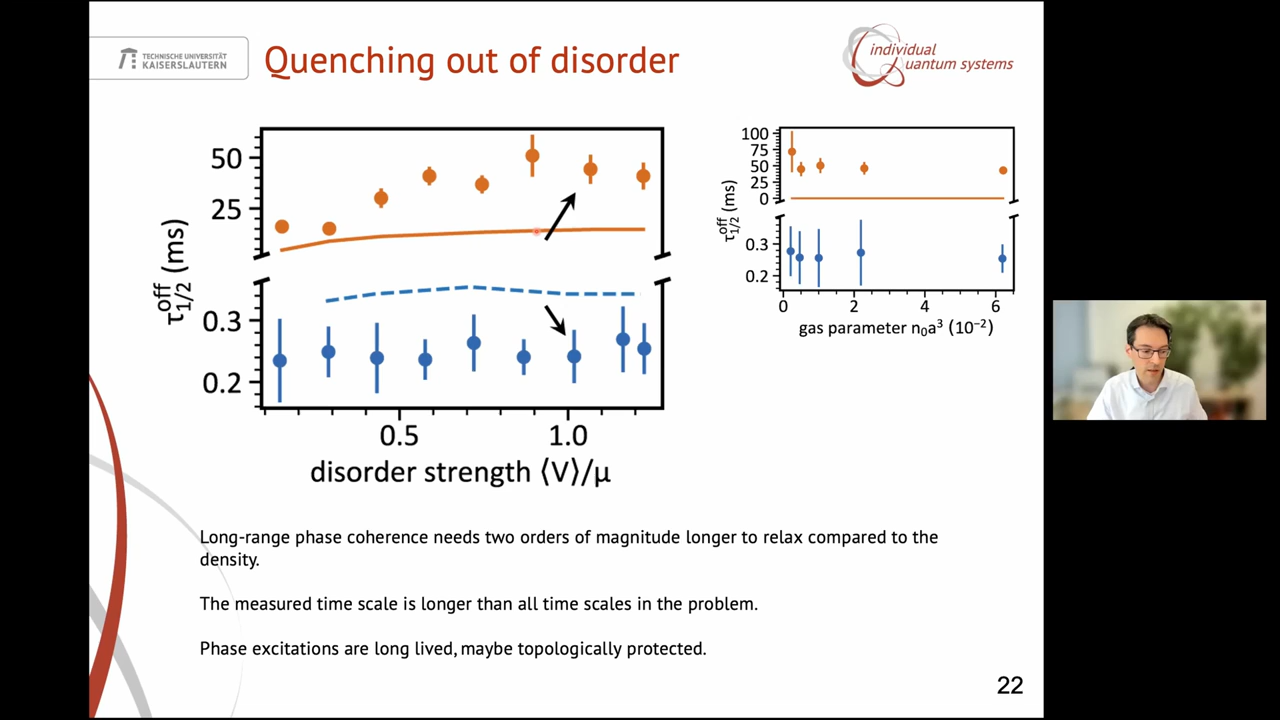 TECHNISCHE UNIVERSITÄT
KAISERSLAUTERN
Quenching out of disorder
individual
uantum systems
50
25
0.3
0.2
τ1/2off (ms)
0.5
1.0
disorder strength ⟨V⟩/μ
100
75
50
25
0
0.3
0.2
τ1/2off (ms)
0
2
4
6
gas parameter n₀a³ (10⁻²)
Long-range phase coherence needs two orders of magnitude longer to relax compared to the
density.
The measured time scale is longer than all time scales in the problem.
Phase excitations are long lived, maybe topologically protected.
22